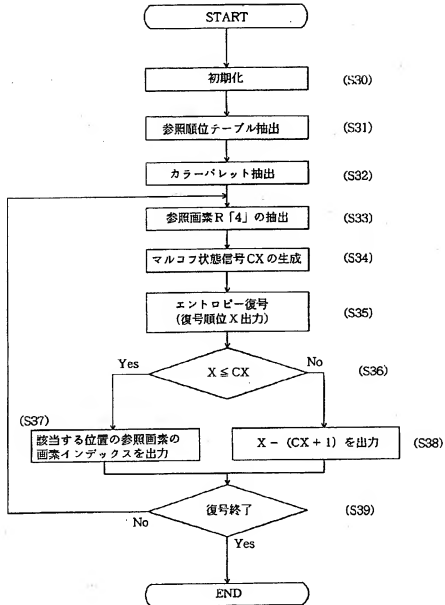 START
初期化 (S30)
参照順位テーブル抽出 (S31)
カラーパレット抽出 (S32)
参照画素R「4」の抽出 (S33)
マルコフ状態信号CXの生成 (S34)
エントロピー復号
(復号順位X出力) (S35)
Yes No
X≦CX (S36)
(S37)
該当する位置の参照画素の
画素インデックスを出力
X－(CX+1)を出力 (S38)
復号終了 (S39)
No
Yes
END